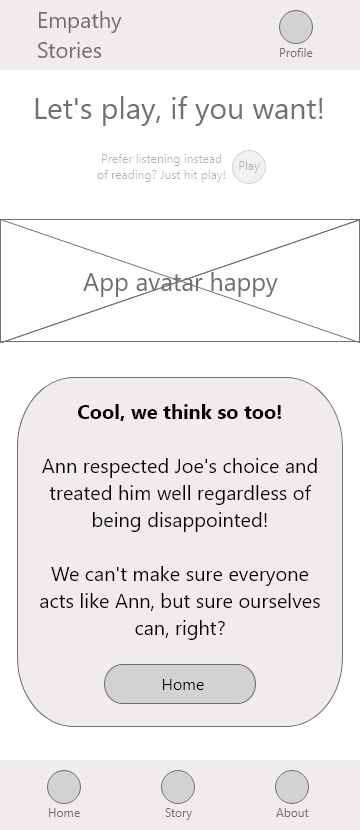 Empathy
Stories
Profile
Let's play, if you want!
Prefer listening instead
of reading? Just hit play!
Play
App avatar happy
Cool, we think so too!
Ann respected Joe's choice and
treated him well regardless of
being disappointed!
We can't make sure everyone
acts like Ann, but sure ourselves
can, right?
Home
Home
Story
About